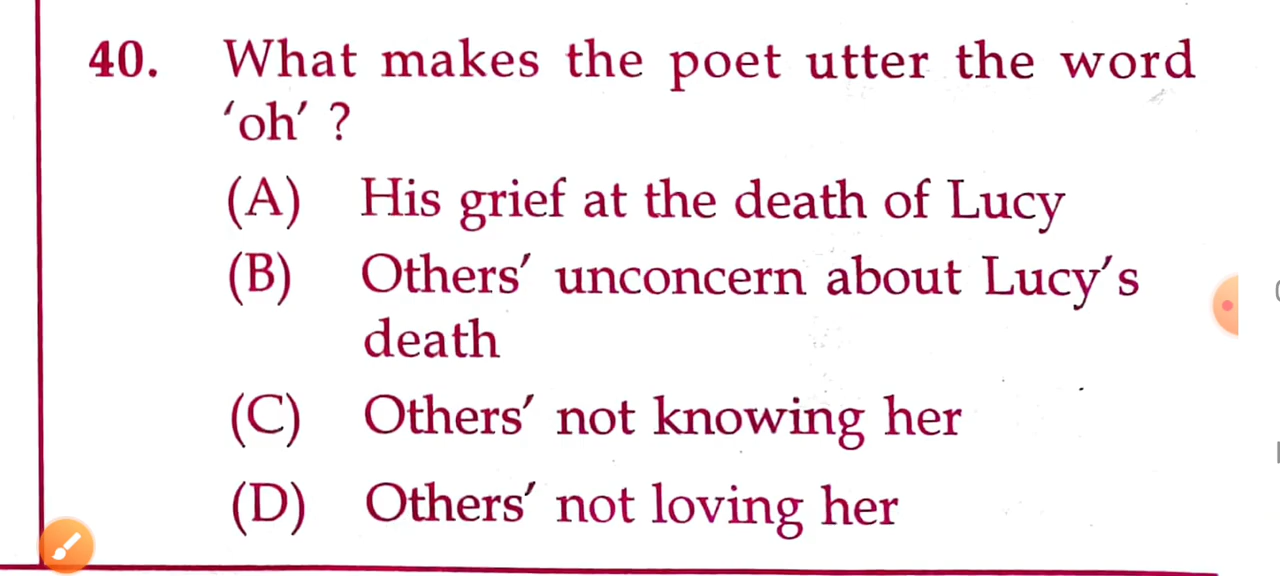 40. What makes the poet utter the word
‘oh’ ?
(A) His grief at the death of Lucy
(B) Others’ unconcern about Lucy’s
death
(C) Others’ not knowing her
(D) Others’ not loving her